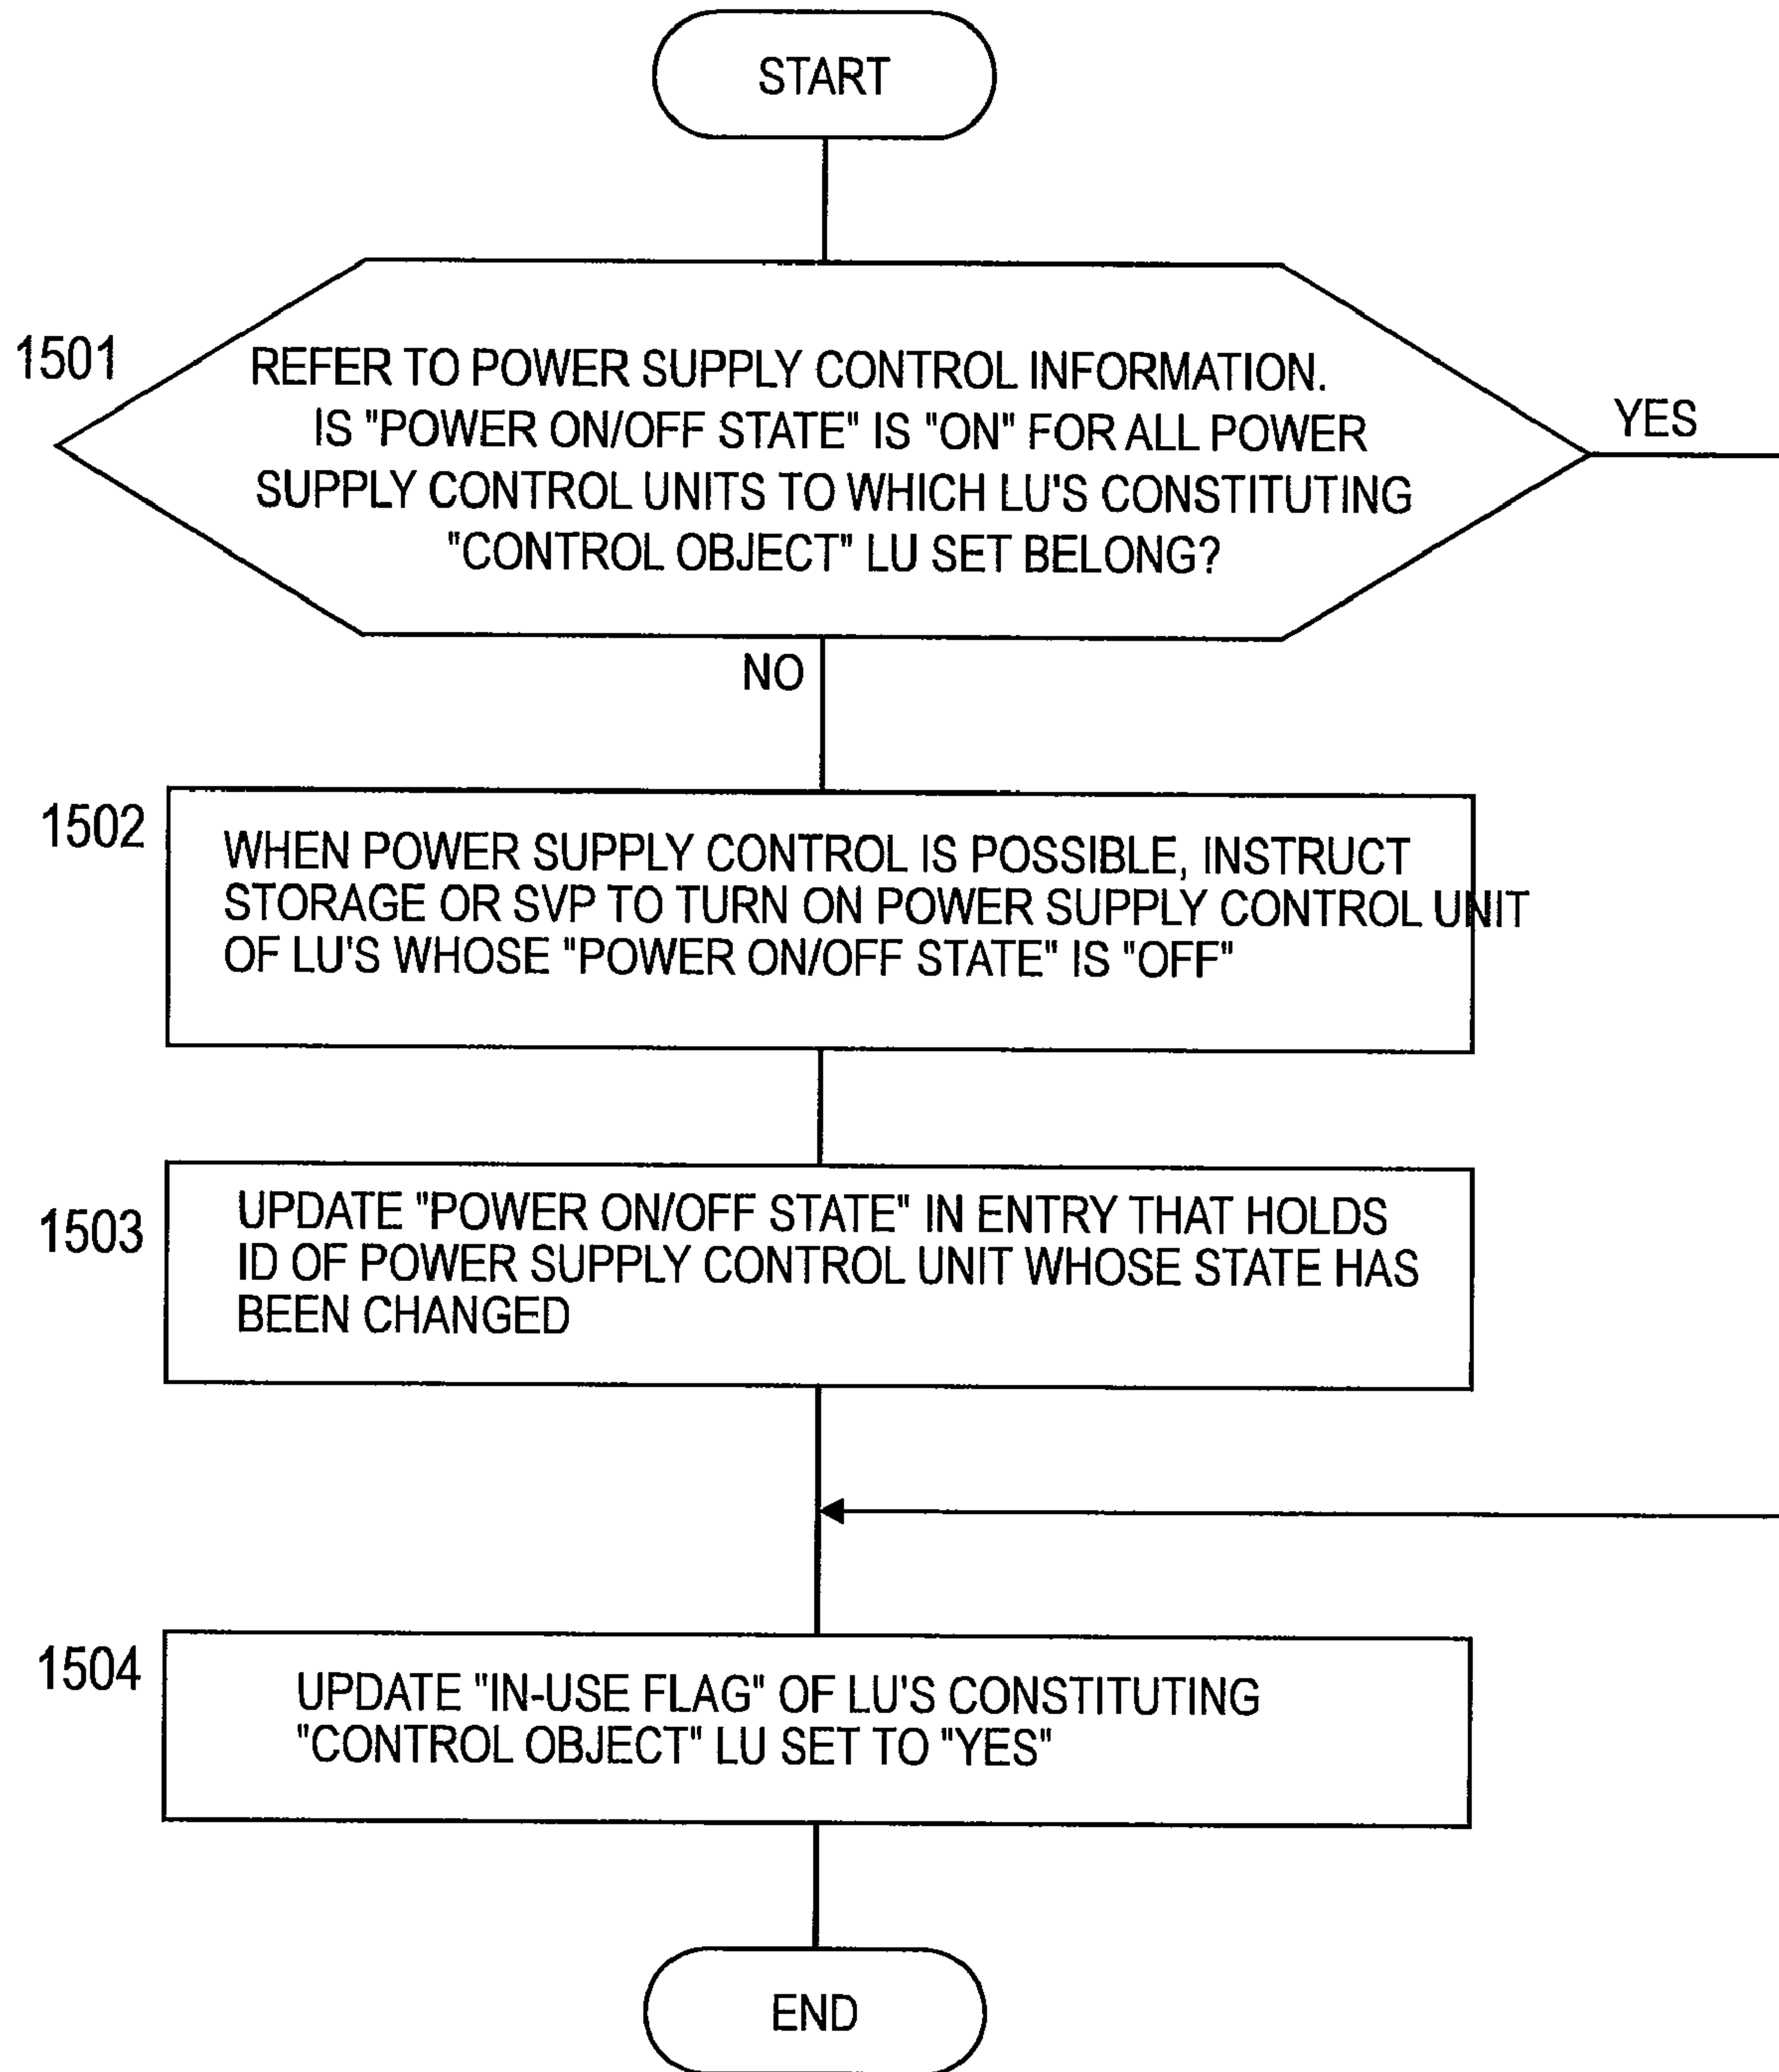 START
1501
REFER TO POWER SUPPLY CONTROL INFORMATION.
IS "POWER ON/OFF STATE" IS "ON" FOR ALL POWER
SUPPLY CONTROL UNITS TO WHICH LU'S CONSTITUTING
"CONTROL OBJECT" LU SET BELONG?
YES
NO
1502
WHEN POWER SUPPLY CONTROL IS POSSIBLE, INSTRUCT
STORAGE OR SVP TO TURN ON POWER SUPPLY CONTROL UNIT
OF LU'S WHOSE "POWER ON/OFF STATE" IS "OFF"
1503
UPDATE "POWER ON/OFF STATE" IN ENTRY THAT HOLDS
ID OF POWER SUPPLY CONTROL UNIT WHOSE STATE HAS
BEEN CHANGED
1504
UPDATE "IN-USE FLAG" OF LU'S CONSTITUTING
"CONTROL OBJECT" LU SET TO "YES"
END